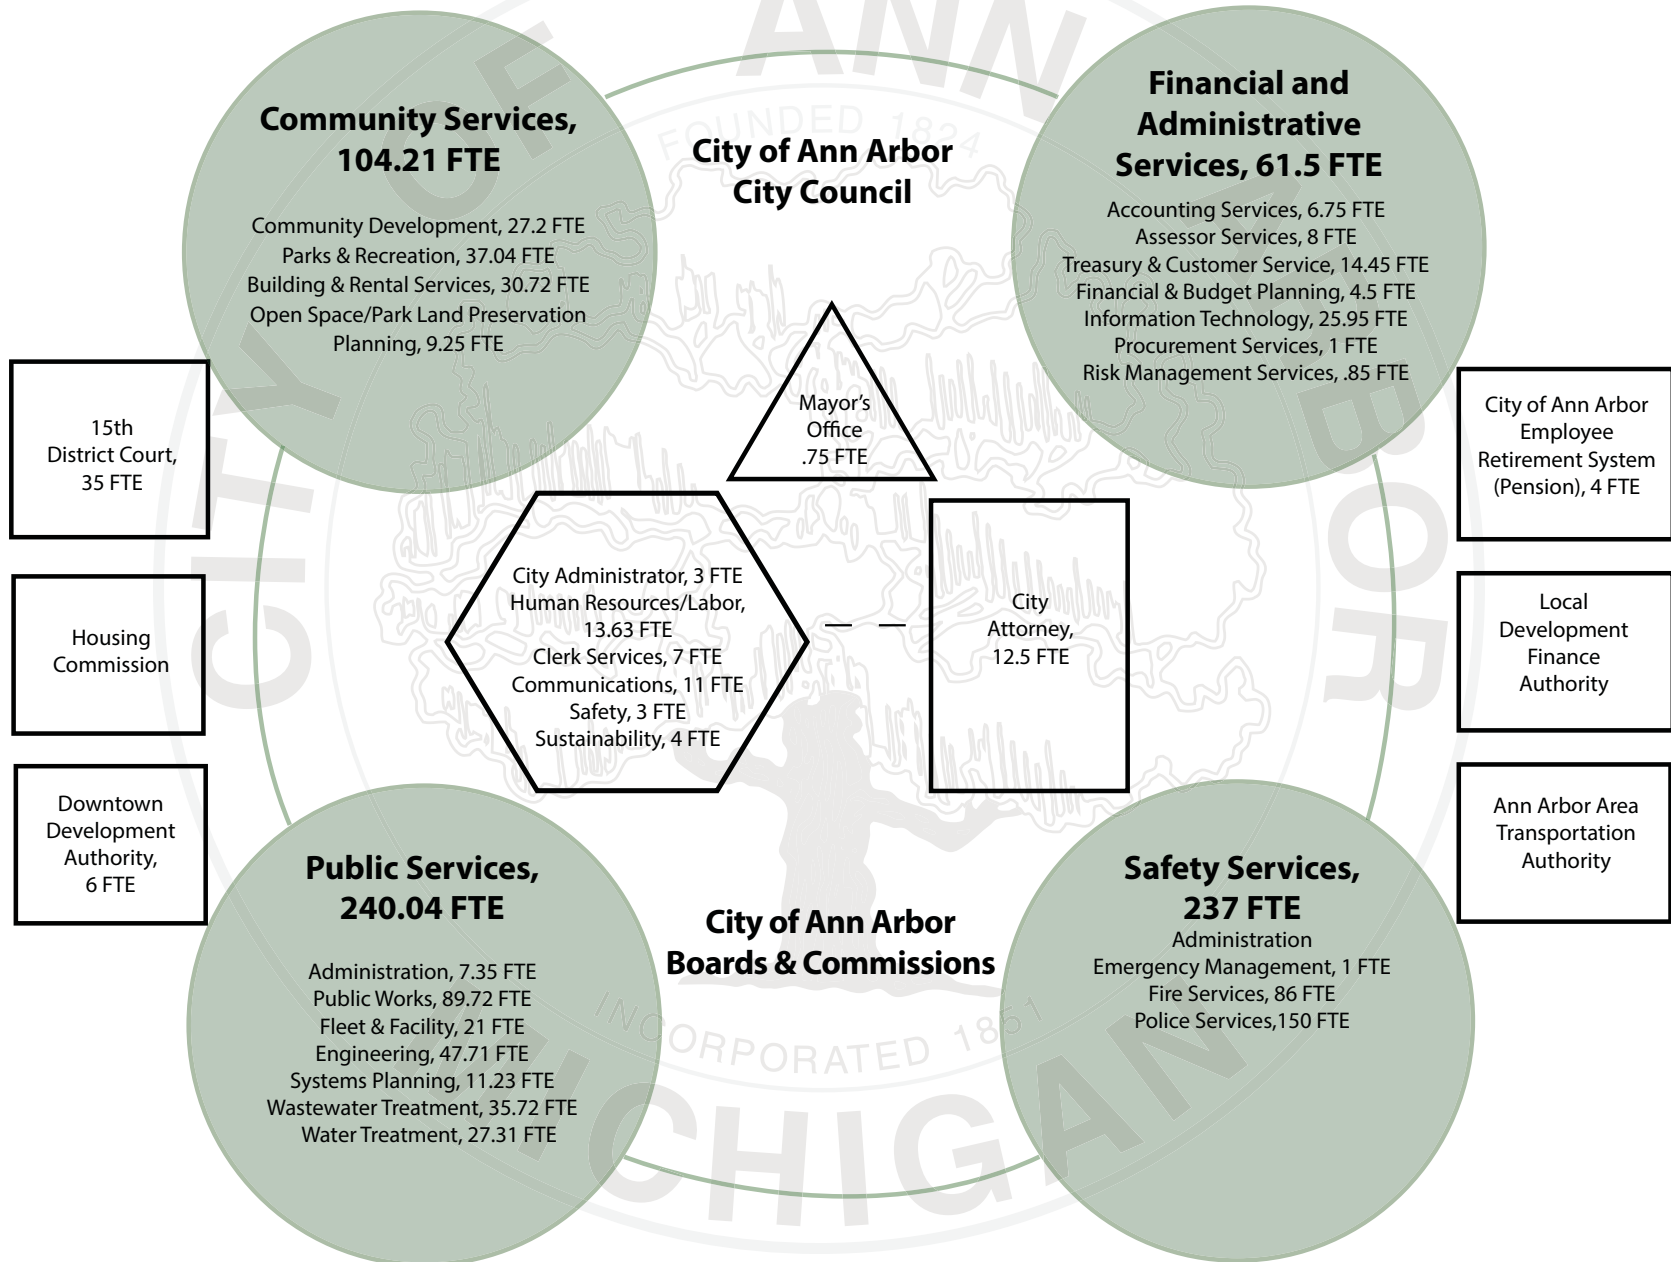 CITY OF ANN ARBOR
MICHIGAN
FOUNDED 1824
INCORPORATED 1851
Community Services,
104.21 FTE
Community Development, 27.2 FTE
Parks & Recreation, 37.04 FTE
Building & Rental Services, 30.72 FTE
Open Space/Park Land Preservation
Planning, 9.25 FTE
City of Ann Arbor
City Council
Financial and
Administrative
Services, 61.5 FTE
Accounting Services, 6.75 FTE
Assessor Services, 8 FTE
Treasury & Customer Service, 14.45 FTE
Financial & Budget Planning, 4.5 FTE
Information Technology, 25.95 FTE
Procurement Services, 1 FTE
Risk Management Services, .85 FTE
15th
District Court,
35 FTE
Housing
Commission
Downtown
Development
Authority,
6 FTE
Mayor's
Office
.75 FTE
City Administrator, 3 FTE
Human Resources/Labor,
13.63 FTE
Clerk Services, 7 FTE
Communications, 11 FTE
Safety, 3 FTE
Sustainability, 4 FTE
City
Attorney,
12.5 FTE
City of Ann Arbor
Employee
Retirement System
(Pension), 4 FTE
Local
Development
Finance
Authority
Ann Arbor Area
Transportation
Authority
Public Services,
240.04 FTE
Administration, 7.35 FTE
Public Works, 89.72 FTE
Fleet & Facility, 21 FTE
Engineering, 47.71 FTE
Systems Planning, 11.23 FTE
Wastewater Treatment, 35.72 FTE
Water Treatment, 27.31 FTE
City of Ann Arbor
Boards & Commissions
Safety Services,
237 FTE
Administration
Emergency Management, 1 FTE
Fire Services, 86 FTE
Police Services,150 FTE